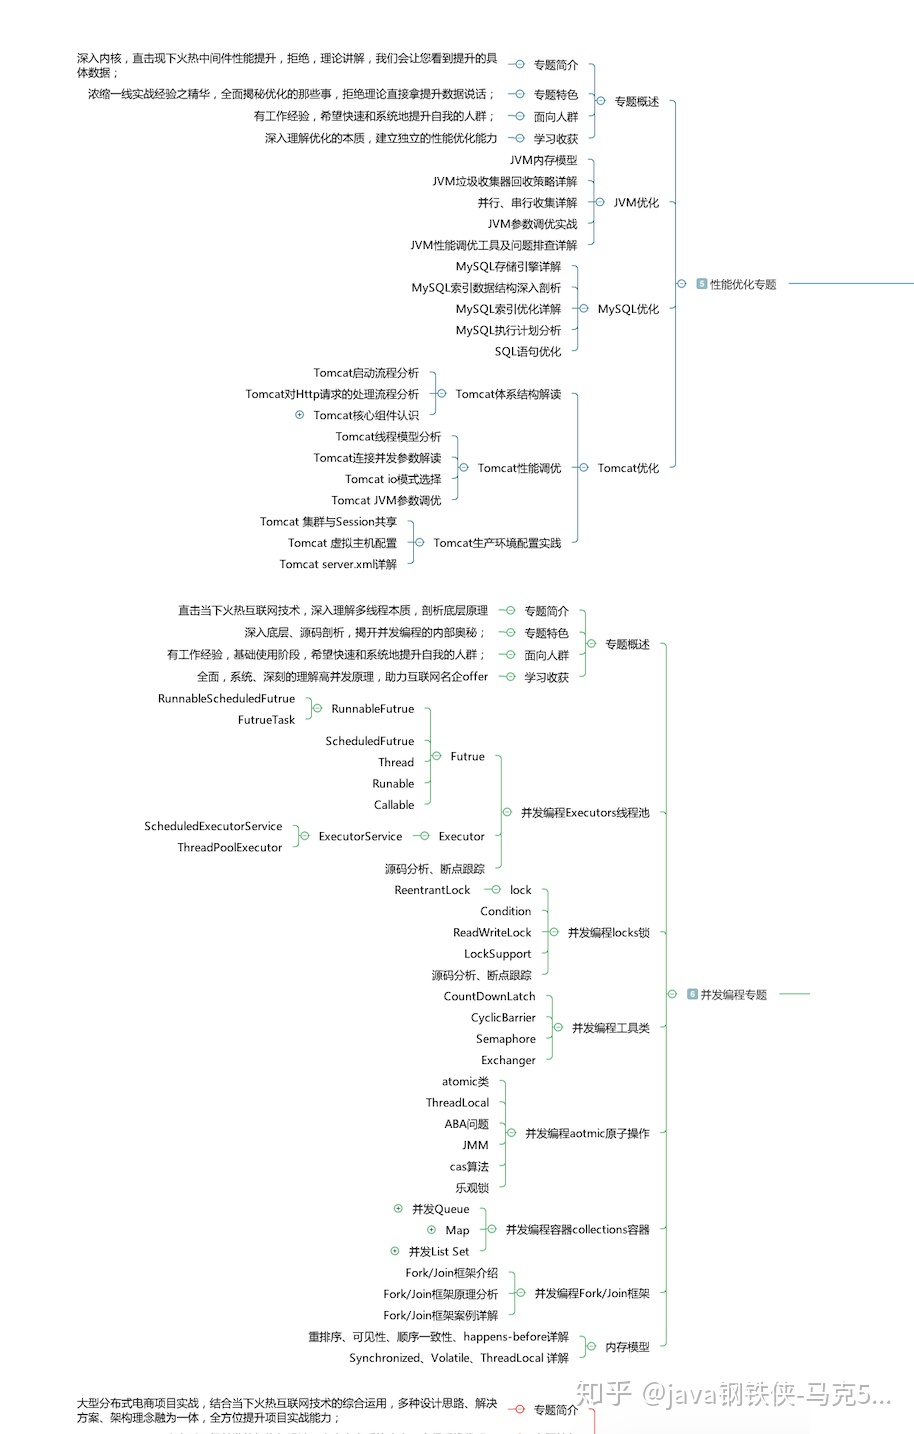 深入内核，直击现下火热中间件性能提升，拒绝，理论讲解，我们会让您看到提升的具
体数据；
专题简介
浓缩一线实战经验之精华，全面揭秘优化的那些事，拒绝理论直接拿提升数据说话；
专题特色
专题概述
有工作经验，希望快速和系统地提升自我的人群；
面向人群
深入理解优化的本质，建立独立的性能优化能力
学习收获
JVM内存模型
JVM垃圾收集器回收策略详解
并行、串行收集详解
JVM优化
JVM参数调优实战
JVM性能调优工具及问题排查详解
MySQL存储引擎详解
5 性能优化专题
MySQL索引数据结构深入剖析
MySQL索引优化详解
MySQL优化
MySQL执行计划分析
SQL语句优化
Tomcat启动流程分析
Tomcat对Http请求的处理流程分析
Tomcat体系结构解读
Tomcat核心组件认识
Tomcat线程模型分析
Tomcat连接并发参数解读
Tomcat性能调优
Tomcat优化
Tomcat io模式选择
Tomcat JVM参数调优
Tomcat 集群与Session共享
Tomcat 虚拟主机配置
Tomcat生产环境配置实践
Tomcat server.xml详解
直击当下火热互联网技术，深入理解多线程本质，剖析底层原理
专题简介
深入底层、源码剖析，揭开并发编程的内部奥秘；
专题特色
专题概述
有工作经验，基础使用阶段，希望快速和系统地提升自我的人群；
面向人群
全面，系统、深刻的理解高并发原理，助力互联网名企offer
学习收获
RunnableScheduledFutrue
RunnableFutrue
FutrueTask
ScheduledFutrue
Futrue
Thread
Runable
Callable
并发编程Executors线程池
ScheduledExecutorService
ExecutorService
Executor
ThreadPoolExecutor
源码分析、断点跟踪
ReentrantLock
lock
Condition
ReadWriteLock
并发编程locks锁
LockSupport
源码分析、断点跟踪
CountDownLatch
6 并发编程专题
CyclicBarrier
并发编程工具类
Semaphore
Exchanger
atomic类
ThreadLocal
ABA问题
并发编程aotmic原子操作
JMM
cas算法
乐观锁
并发Queue
Map
并发编程容器collections容器
并发List Set
Fork/Join框架介绍
Fork/Join框架原理分析
并发编程Fork/Join框架
Fork/Join框架案例详解
重排序、可见性、顺序一致性、happens-before详解
内存模型
Synchronized、Volatile、ThreadLocal 详解
知乎 @java钢铁侠-马克5...
大型分布式电商项目实战，结合当下火热互联网技术的综合运用，多种设计思路、解决
方案、架构理念融为一体，全方位提升项目实战能力；
专题简介